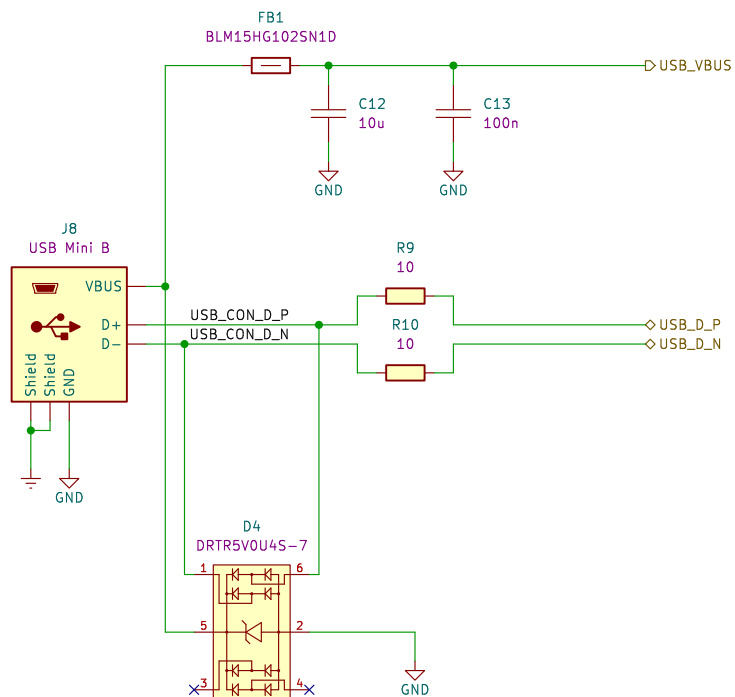 FB1
BLM15HG102SN1D
USB_VBUS
C12
10u
C13
100n
GND
GND
J8
USB Mini B
R9
10
VBUS
USB_CON_D_P
D+
USB_D_P
R10
USB_CON_D_N
D-
10
USB_D_N
Shield
Shield
GND
GND
D4
DRTR5V0U4S-7
1
6
5
2
3
4
GND